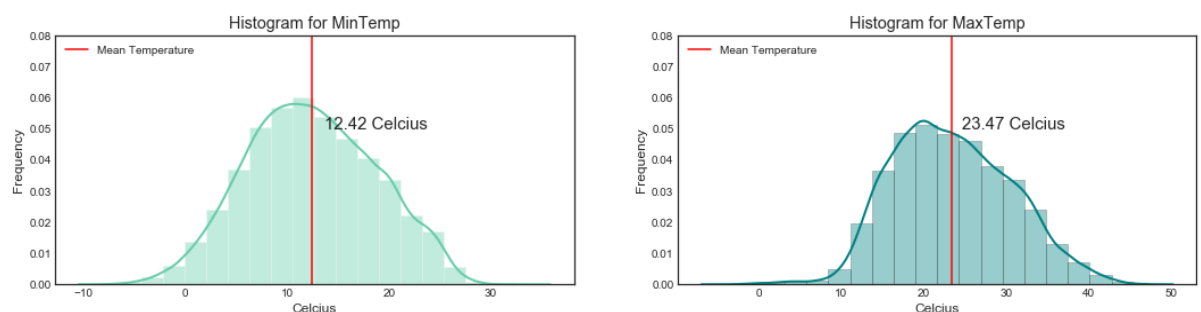 Histogram for MinTemp
0.08
0.07
0.06
0.05
0.04
0.03
0.02
0.01
0.00
Frequency
Mean Temperature
12.42 Celcius
−10
0
10
20
30
Celcius
Histogram for MaxTemp
0.08
0.07
0.06
0.05
0.04
0.03
0.02
0.01
0.00
Frequency
Mean Temperature
23.47 Celcius
0
10
20
30
40
50
Celcius